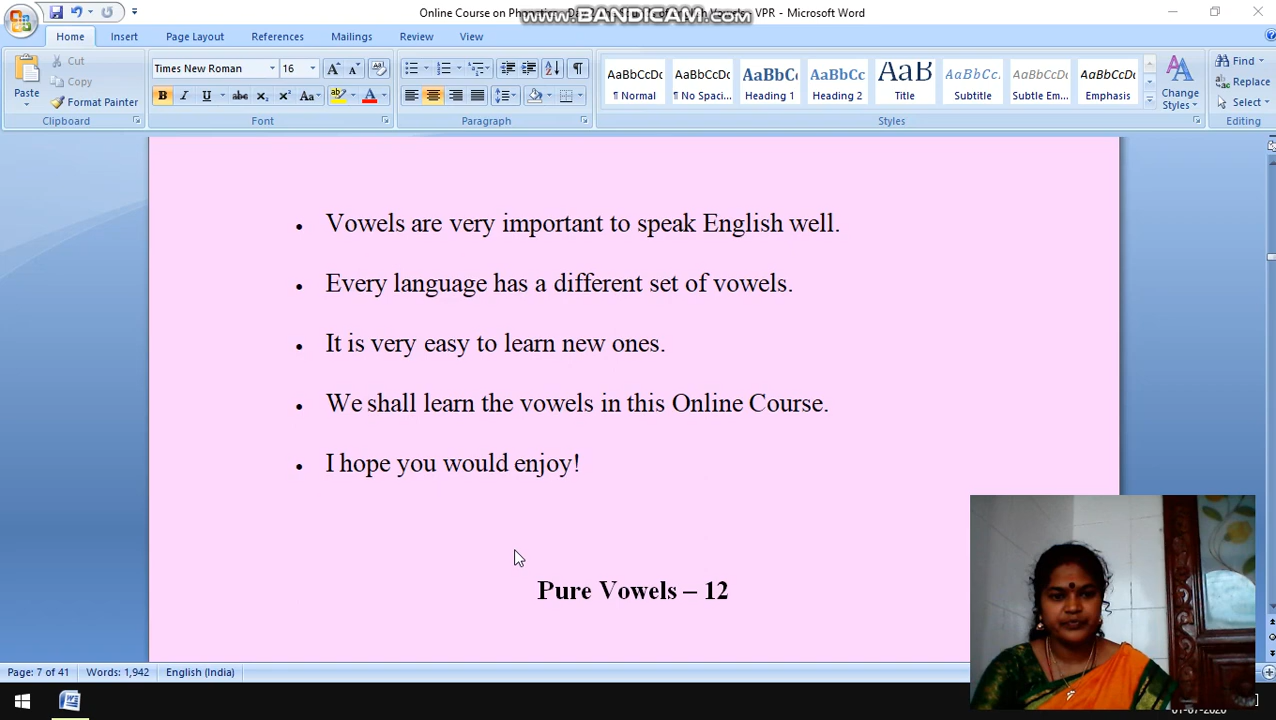 Online Course on Ph
www.BANDICAM.com
VPR - Microsoft Word
Home Insert Page Layout References Mailings Review View
Cut
Copy
Format Painter
Paste
Clipboard
Times New Roman 16
Font
Paragraph
AaBbCcDc AaBbCcDc AaBbC AaBbCc AaB AaBbCc. AaBbCcDc AaBbCcDc
¶ Normal ¶ No Spaci... Heading 1 Heading 2 Title Subtitle Subtle Em... Emphasis
Styles
Change
Styles
Find
Replace
Select
Editing
• Vowels are very important to speak English well.
• Every language has a different set of vowels.
• It is very easy to learn new ones.
• We shall learn the vowels in this Online Course.
• I hope you would enjoy!
Pure Vowels – 12
Page: 7 of 41 Words: 1,942 English (India)
01-07-2020